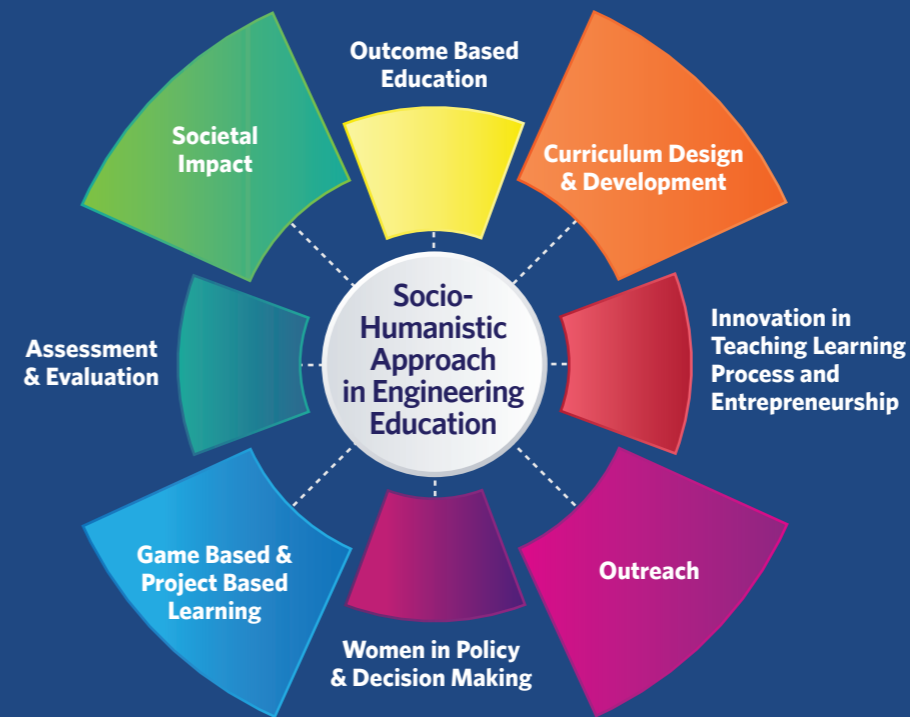 Outcome Based
Education
Societal
Impact
Curriculum Design
& Development
Socio-
Humanistic
Approach
in Engineering
Education
Assessment
& Evaluation
Innovation in
Teaching Learning
Process and
Entrepreneurship
Game Based &
Project Based
Learning
Outreach
Women in Policy
& Decision Making